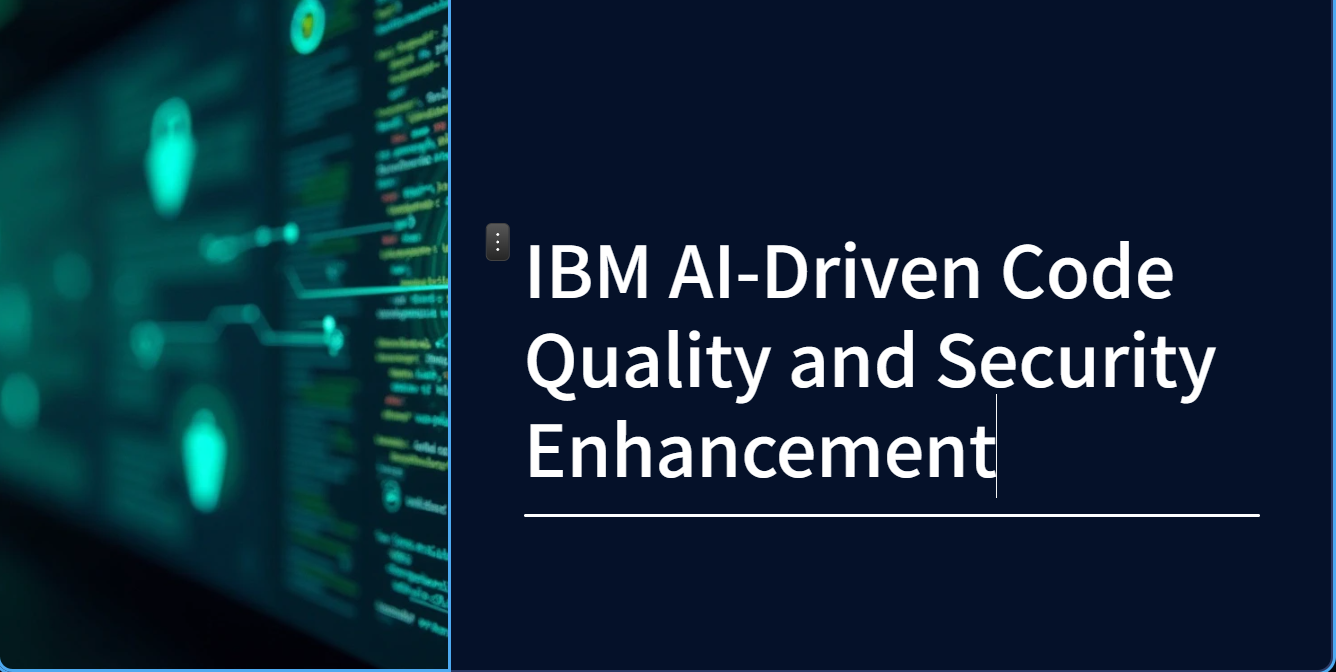 IBM AI-Driven Code
Quality and Security
Enhancement